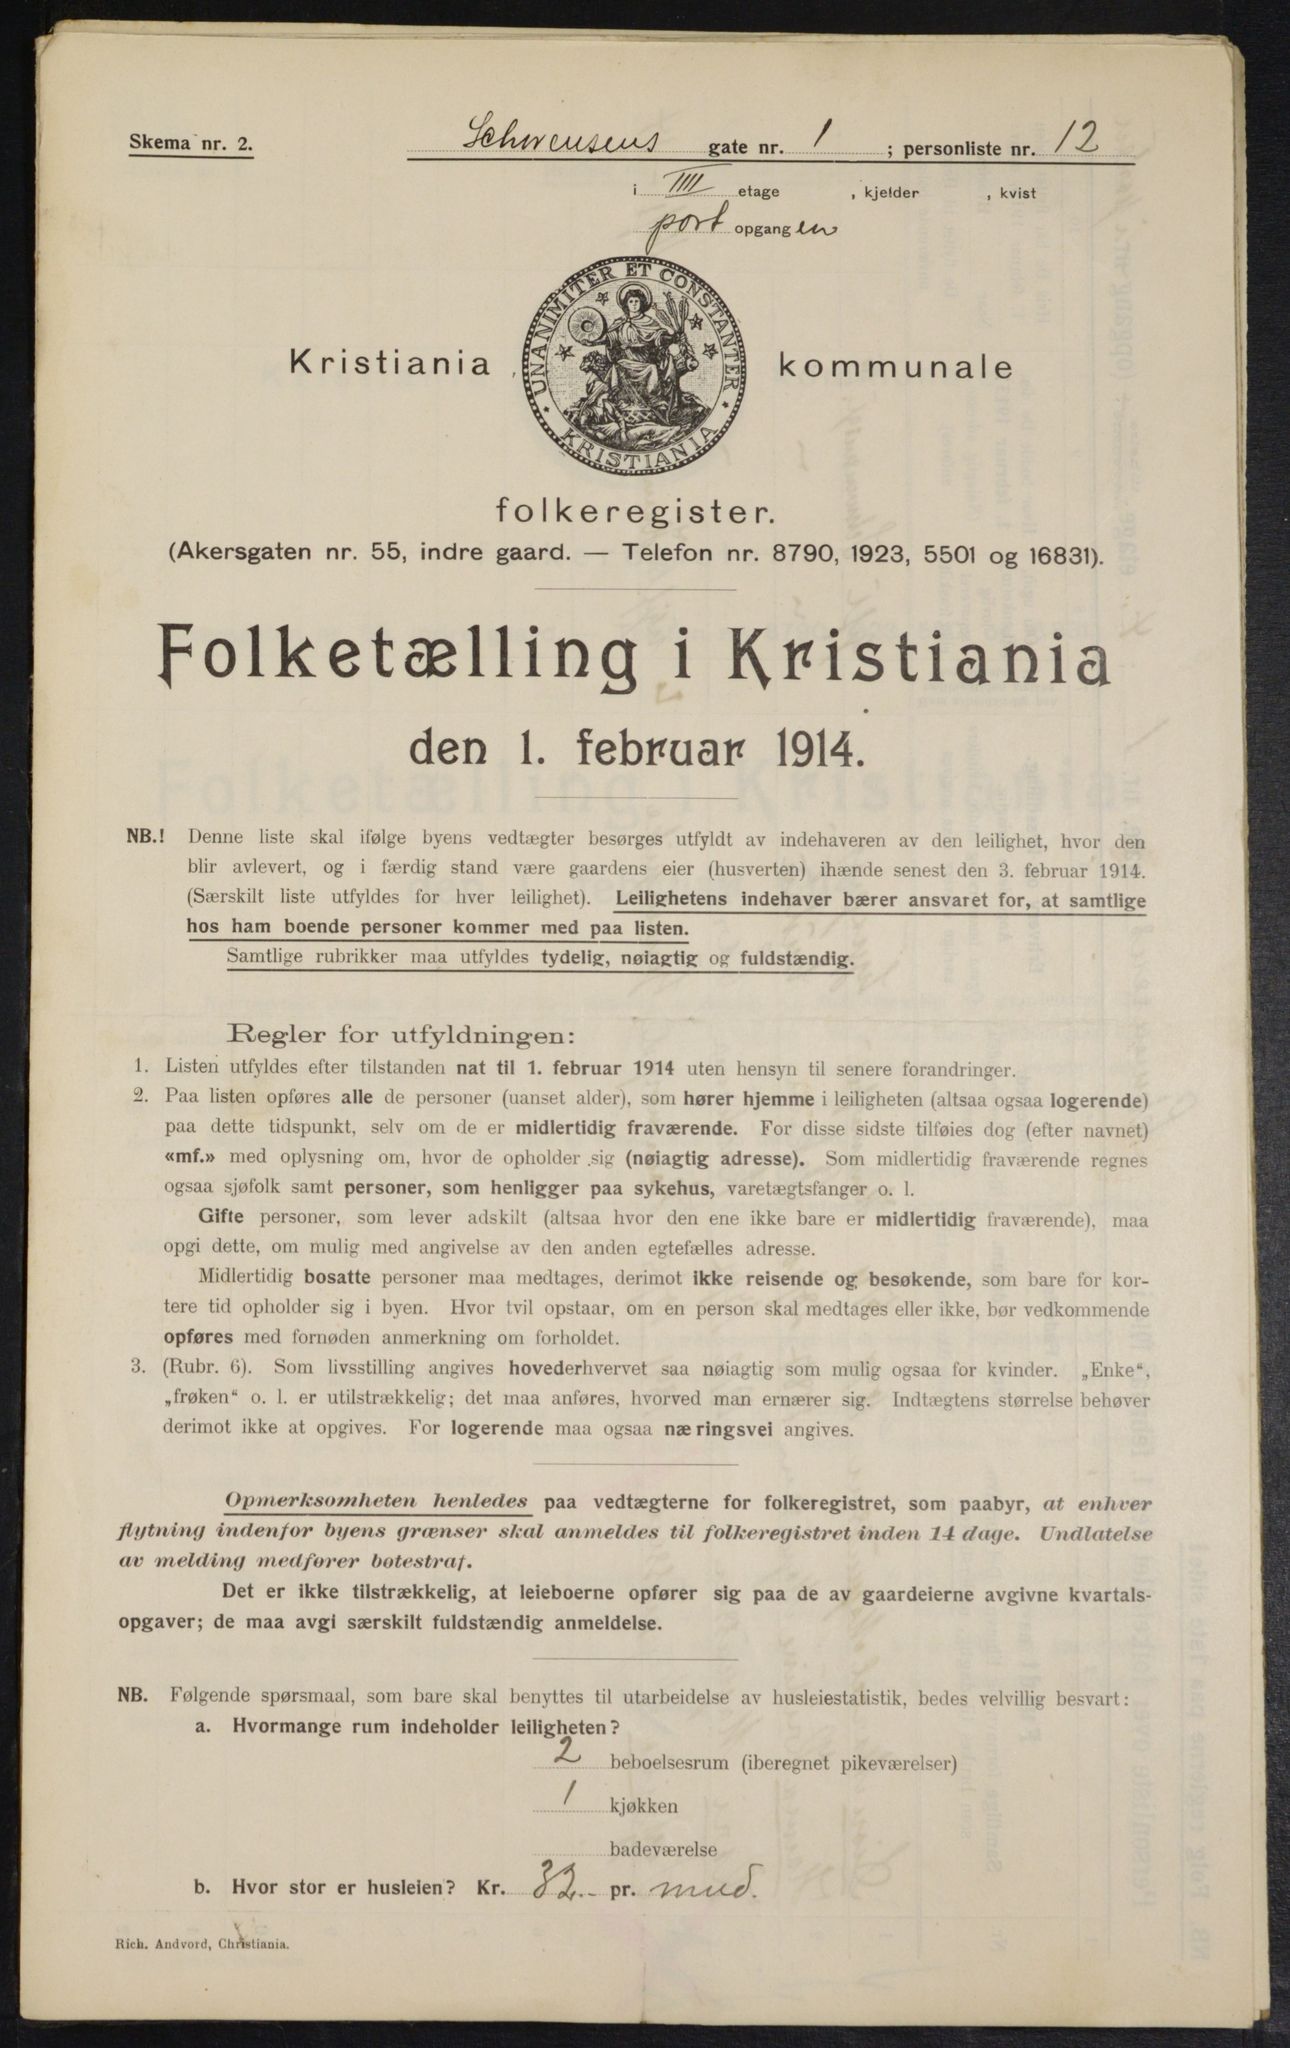 Skema nr. 2.
Schwensens gate nr. 1 ; personliste nr. 12
i IIII etage , kjelder , kvist
port opgangen
UNANIMITER ET CONSTANTER
KRISTIANIA
Kristiania kommunale
folkeregister.
(Akersgaten nr. 55, indre gaard. — Telefon nr. 8790, 1923, 5501 og 16831).
Folketælling i Kristiania
den 1. februar 1914.
NB.! Denne liste skal ifølge byens vedtægter besørges utfyldt av indehaveren av den leilighet, hvor den
blir avlevert, og i færdig stand være gaardens eier (husverten) ihænde senest den 3. februar 1914.
(Særskilt liste utfyldes for hver leilighet). Leilighetens indehaver bærer ansvaret for, at samtlige
hos ham boende personer kommer med paa listen.
Samtlige rubrikker maa utfyldes tydelig, nøiagtig og fuldstændig.
Regler for utfyldningen:
1. Listen utfyldes efter tilstanden nat til 1. februar 1914 uten hensyn til senere forandringer.
2. Paa listen opføres alle de personer (uanset alder), som hører hjemme i leiligheten (altsaa ogsaa logerende)
paa dette tidspunkt, selv om de er midlertidig fraværende. For disse sidste tilføies dog (efter navnet)
«mf.» med oplysning om, hvor de opholder sig (nøiagtig adresse). Som midlertidig fraværende regnes
ogsaa sjøfolk samt personer, som henligger paa sykehus, varetægtsfanger o. l.
Gifte personer, som lever adskilt (altsaa hvor den ene ikke bare er midlertidig fraværende), maa
opgi dette, om mulig med angivelse av den anden egtefælles adresse.
Midlertidig bosatte personer maa medtages, derimot ikke reisende og besøkende, som bare for kor-
tere tid opholder sig i byen. Hvor tvil opstaar, om en person skal medtages eller ikke, bør vedkommende
opføres med fornøden anmerkning om forholdet.
3. (Rubr. 6). Som livsstilling angives hovederhvervet saa nøiagtig som mulig ogsaa for kvinder. „Enke“,
„frøken“ o. l. er utilstrækkelig; det maa anføres, hvorved man ernærer sig. Indtægtens størrelse behøver
derimot ikke at opgives. For logerende maa ogsaa næringsvei angives.
Opmerksomheten henledes paa vedtægterne for folkeregistret, som paabyr, at enhver
flytning indenfor byens grænser skal anmeldes til folkeregistret inden 14 dage. Undlatelse
av melding medfører botestraf.
Det er ikke tilstrækkelig, at leieboerne opfører sig paa de av gaardeierne avgivne kvartals-
opgaver; de maa avgi særskilt fuldstændig anmeldelse.
NB. Følgende spørsmaal, som bare skal benyttes til utarbeidelse av husleiestatistik, bedes velvillig besvart:
a. Hvormange rum indeholder leiligheten?
2 beboelsesrum (iberegnet pikeværelser)
1 kjøkken
badeværelse
b. Hvor stor er husleien? Kr. 32.- pr. mnd.
Rich. Andvord, Christiania.